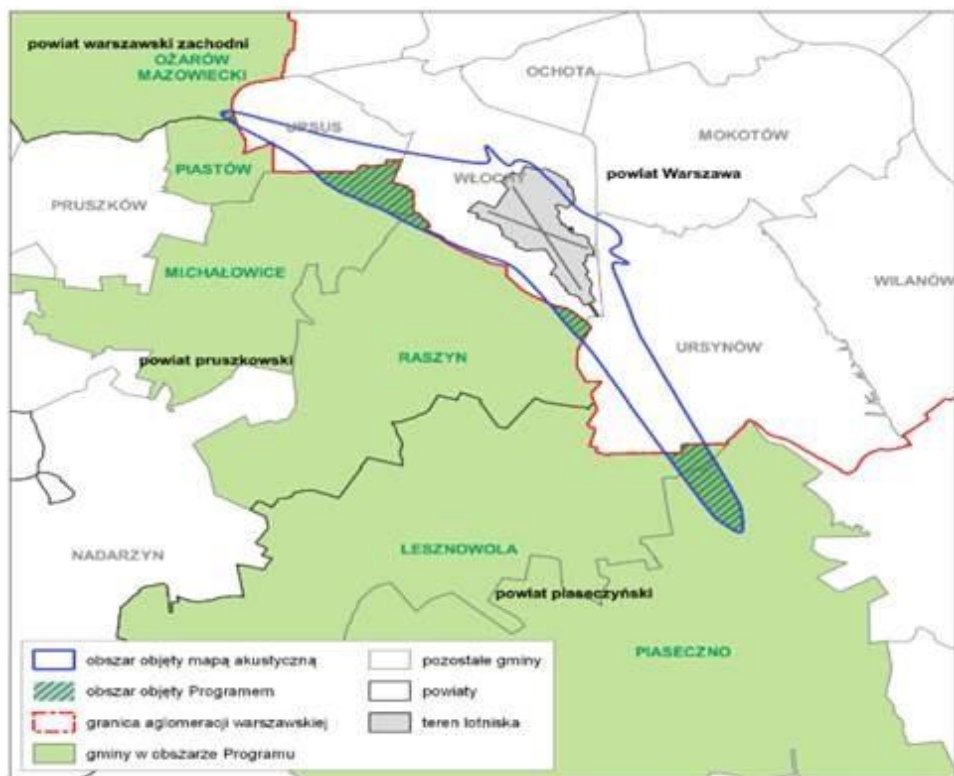 powiat warszawski zachodni
OŻARÓW
MAZOWIECKI
OCHOTA
URSUS
MOKOTÓW
PIASTÓW
WŁOCHY
powiat Warszawa
PRUSZKÓW
MICHAŁOWICE
WILANÓW
URSYNÓW
powiat pruszkowski
RASZYN
NADARZYN
LESZNOWOLA
powiat piaseczyński
PIASECZNO
obszar objęty mapą akustyczną
obszar objęty Programem
granica aglomeracji warszawskiej
gminy w obszarze Programu
pozostałe gminy
powiaty
teren lotniska